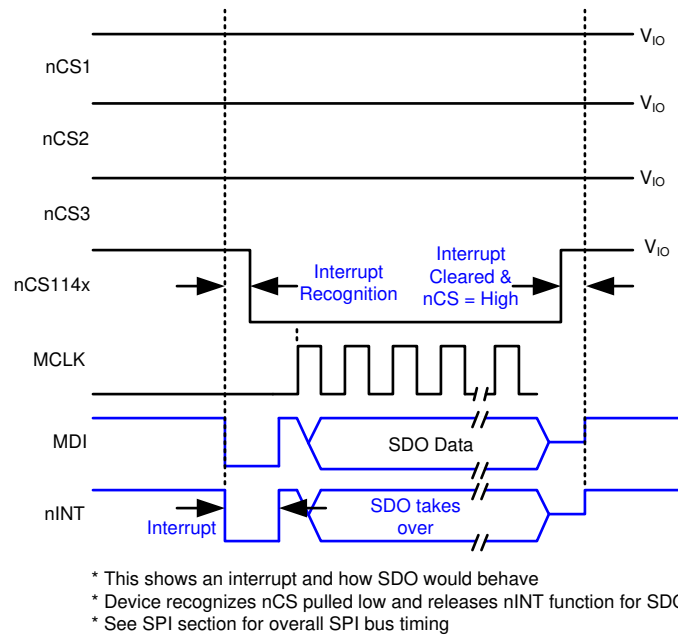 V_IO
nCS1
V_IO
nCS2
V_IO
nCS3
V_IO
nCS114x
Interrupt
Recognition
Interrupt
Cleared &
nCS = High
MCLK
MDI
SDO Data
nINT
Interrupt
SDO takes
over
* This shows an interrupt and how SDO would behave
* Device recognizes nCS pulled low and releases nINT function for SDO
* See SPI section for overall SPI bus timing